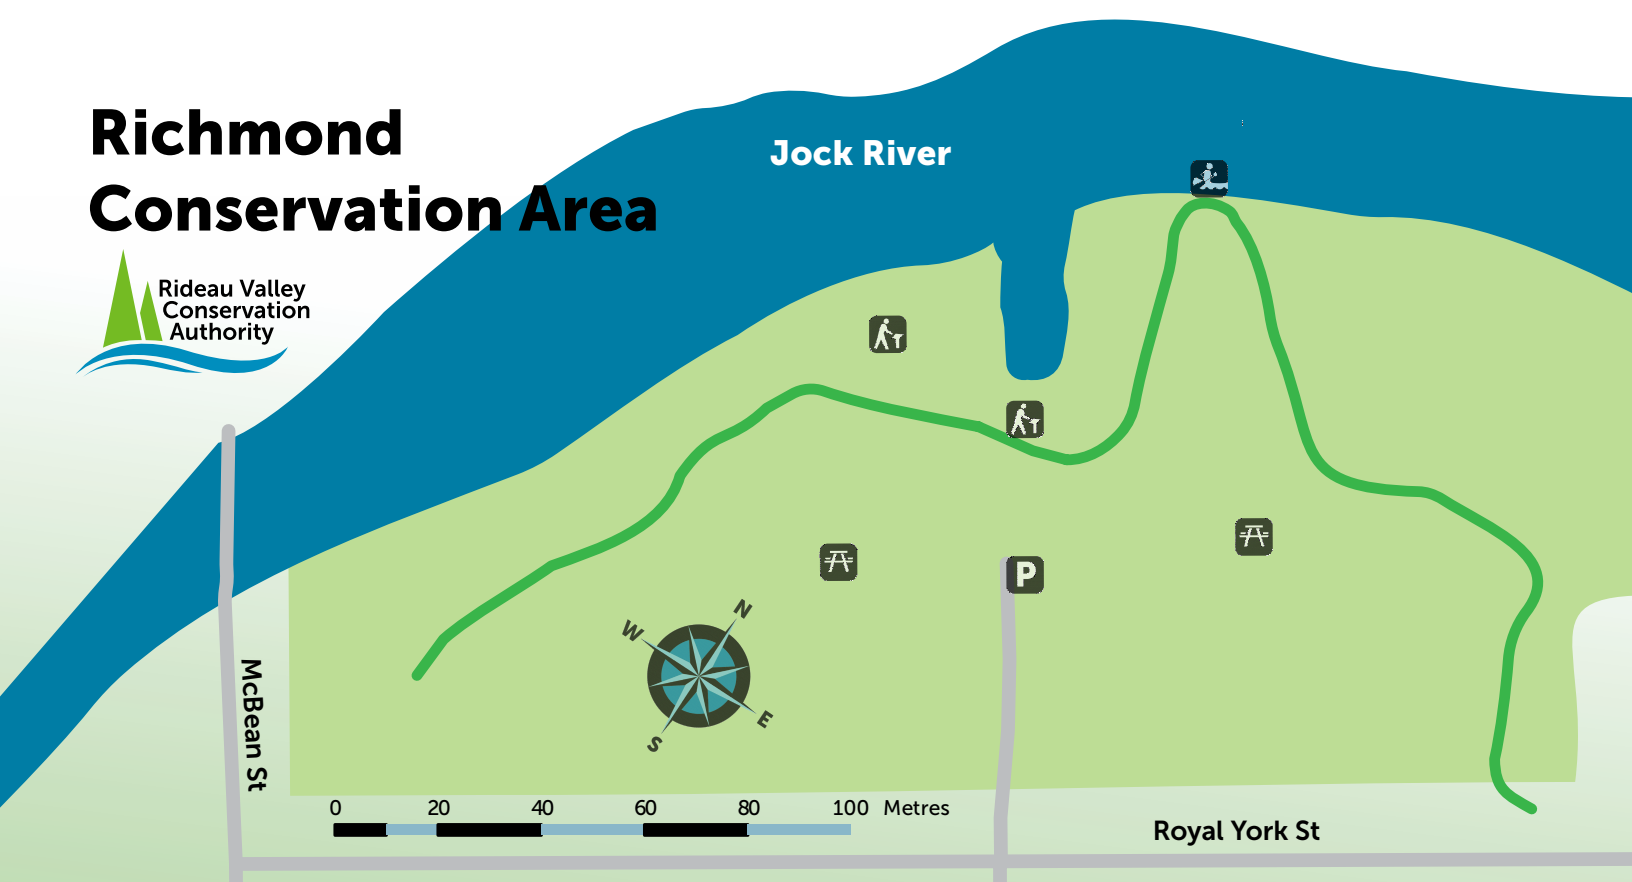 Richmond
Conservation Area
Jock River
Rideau Valley
Conservation
Authority
P
N
W
E
S
McBean St
0 20 40 60 80 100 Metres
Royal York St